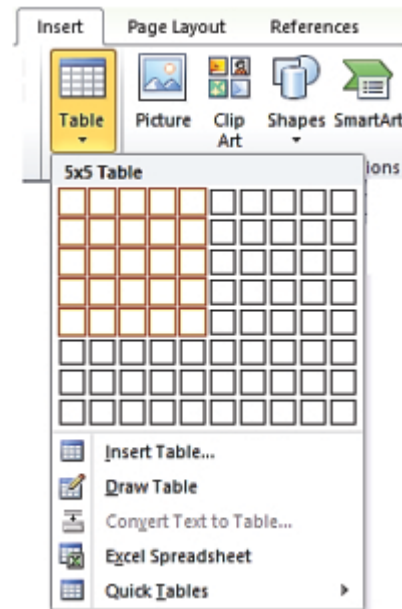 Insert Page Layout References
Table Picture Clip Art Shapes SmartArt
ions
5x5 Table
Insert Table...
Draw Table
Convert Text to Table...
Excel Spreadsheet
Quick Tables